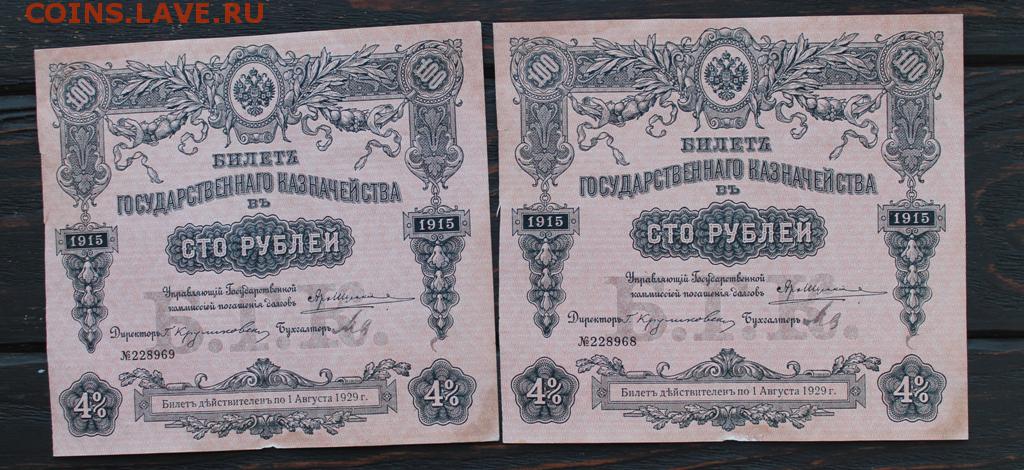 COINS.LAVE.RU
100 100
БИЛЕТЪ
ГОСУДАРСТВЕННАГО КАЗНАЧЕЙСТВА
ВЪ
1915 СТО РУБЛЕЙ 1915
Управляющій Государственной
коммиссіей погашенія долговъ
Директоръ Бухгалтеръ
№228969
4% Билетъ дѣйствителенъ по 1 Августа 1929 г. 4%
100 100
БИЛЕТЪ
ГОСУДАРСТВЕННАГО КАЗНАЧЕЙСТВА
ВЪ
1915 СТО РУБЛЕЙ 1915
Управляющій Государственной
коммиссіей погашенія долговъ
Директоръ Бухгалтеръ
№228968
4% Билетъ дѣйствителенъ по 1 Августа 1929 г. 4%